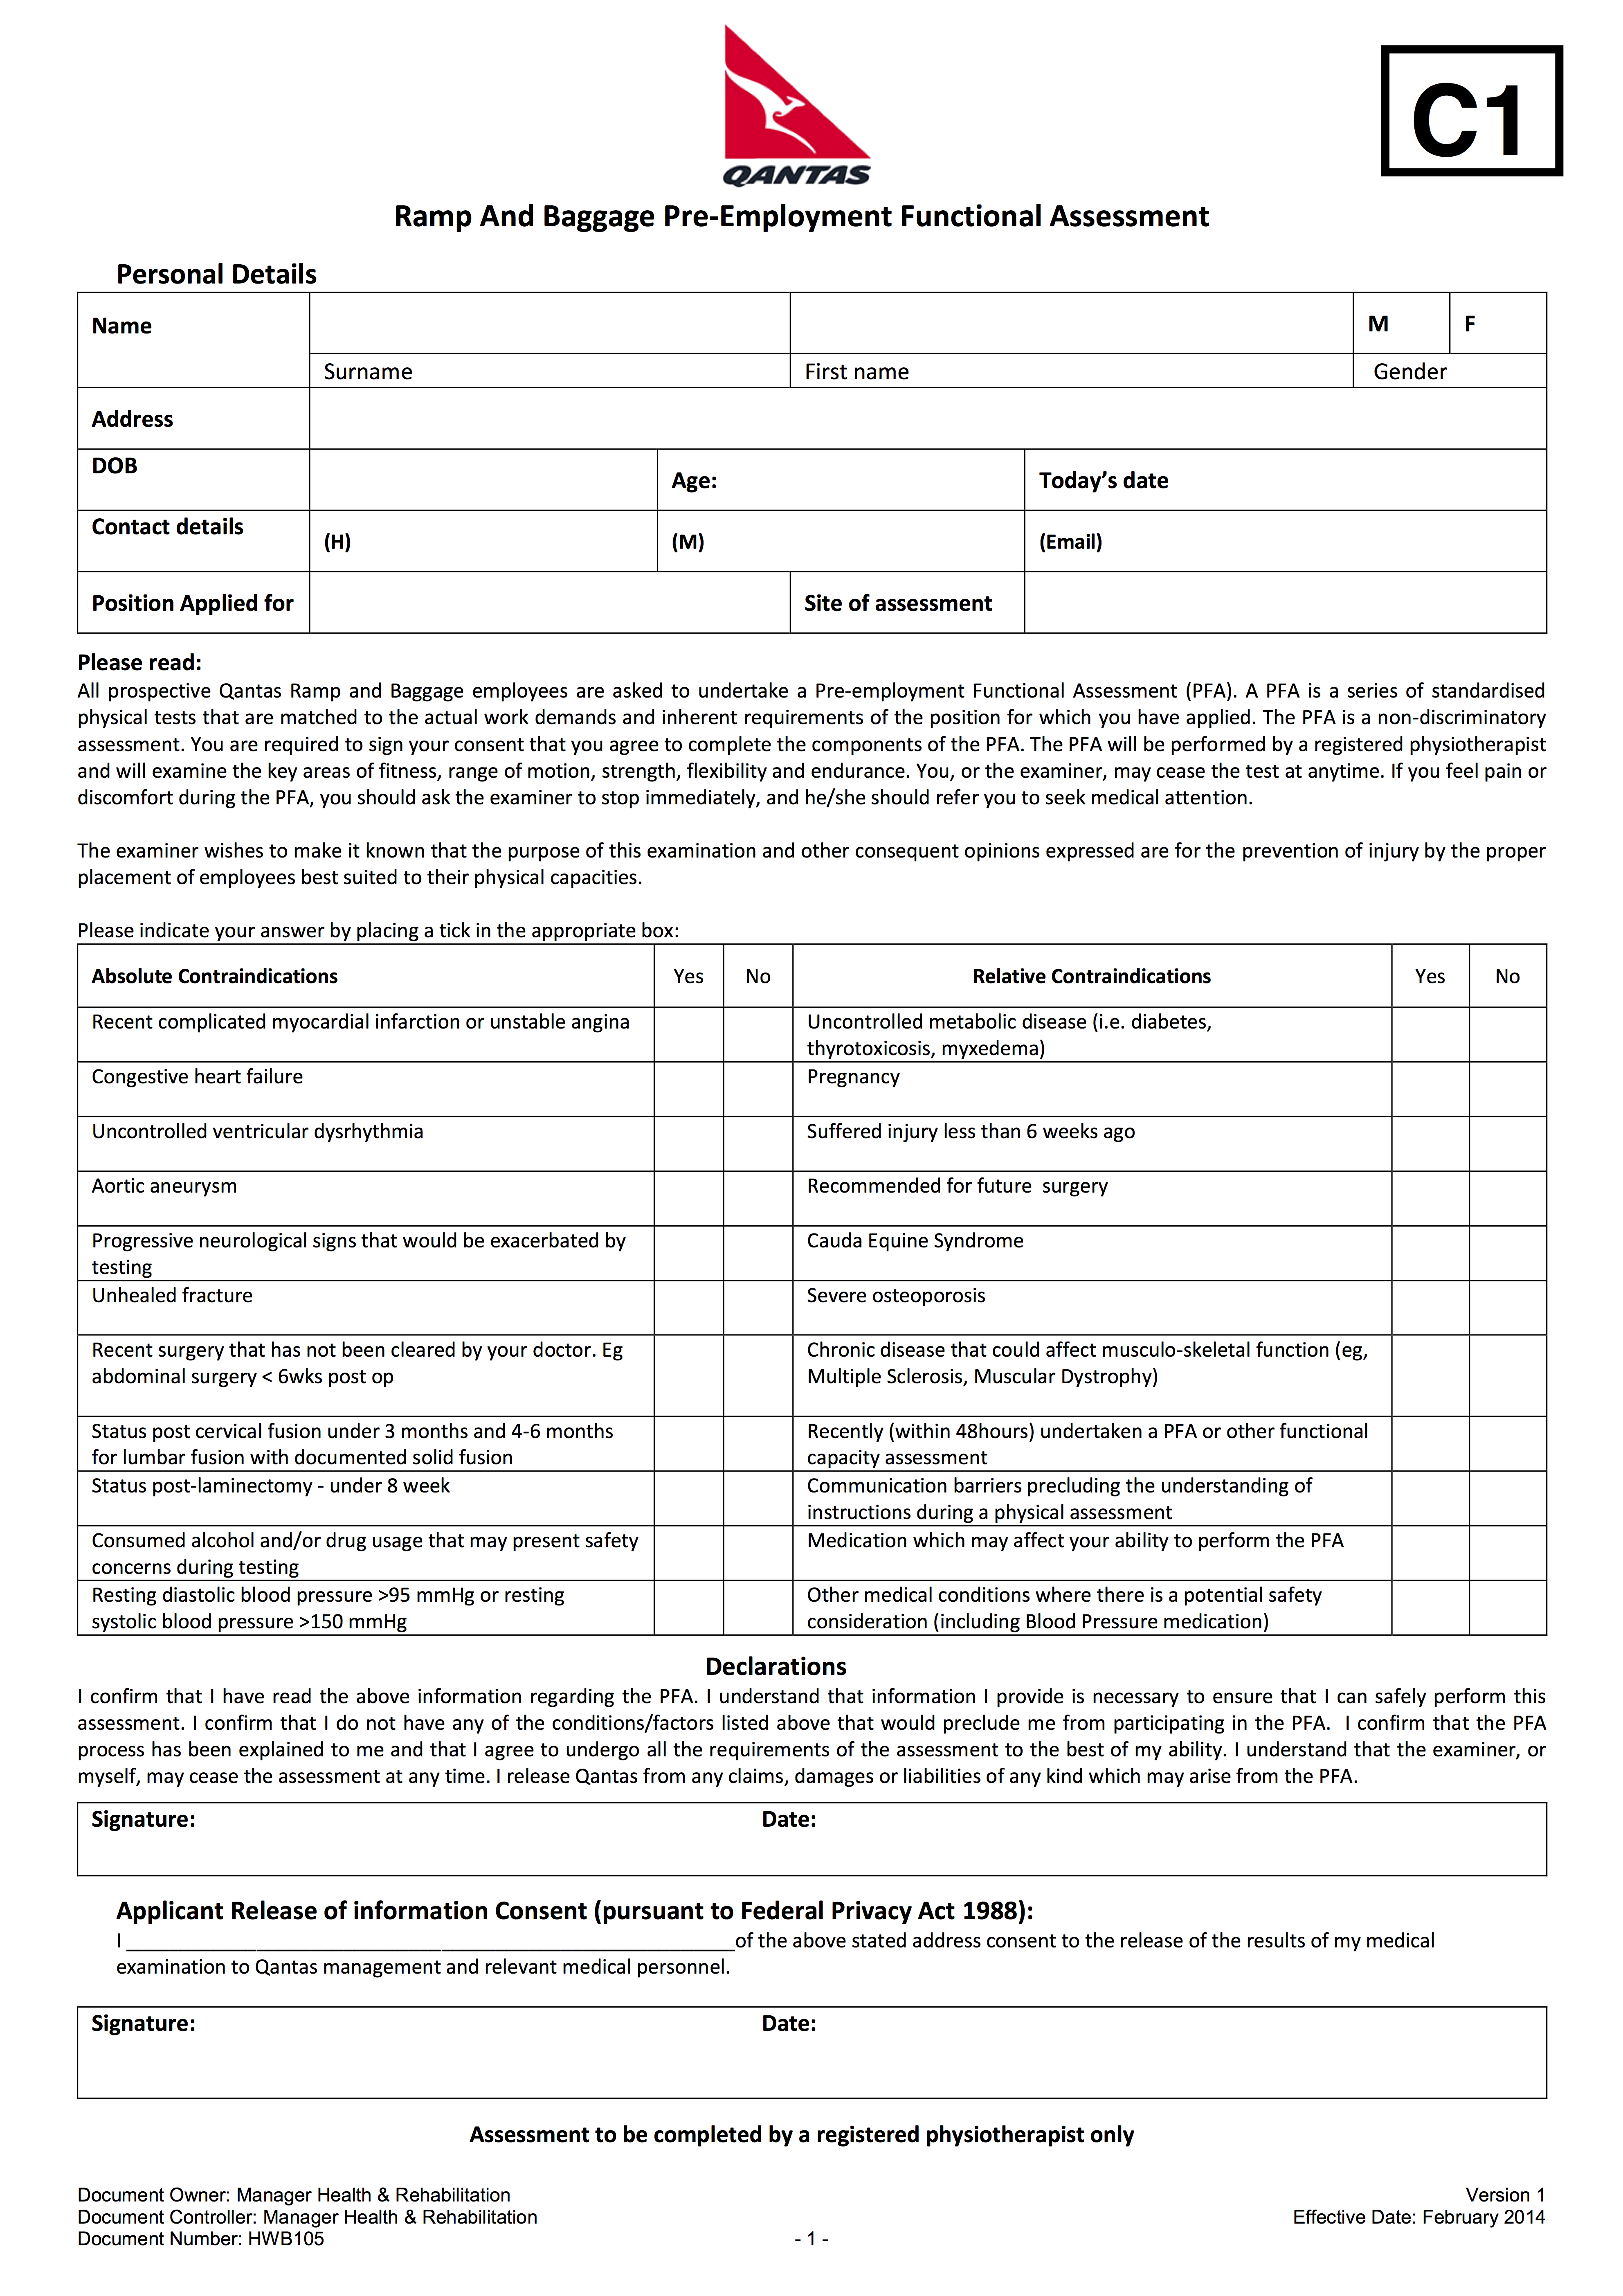 C1
QANTAS
Ramp And Baggage Pre-Employment Functional Assessment
Personal Details
Name M F
Surname First name Gender
Address
DOB Age: Today’s date
Contact details (H) (M) (Email)
Position Applied for Site of assessment
Please read:
All prospective Qantas Ramp and Baggage employees are asked to undertake a Pre-employment Functional Assessment (PFA). A PFA is a series of standardised
physical tests that are matched to the actual work demands and inherent requirements of the position for which you have applied. The PFA is a non-discriminatory
assessment. You are required to sign your consent that you agree to complete the components of the PFA. The PFA will be performed by a registered physiotherapist
and will examine the key areas of fitness, range of motion, strength, flexibility and endurance. You, or the examiner, may cease the test at anytime. If you feel pain or
discomfort during the PFA, you should ask the examiner to stop immediately, and he/she should refer you to seek medical attention.
The examiner wishes to make it known that the purpose of this examination and other consequent opinions expressed are for the prevention of injury by the proper
placement of employees best suited to their physical capacities.
Please indicate your answer by placing a tick in the appropriate box:
Absolute Contraindications Yes No Relative Contraindications Yes No
Recent complicated myocardial infarction or unstable angina Uncontrolled metabolic disease (i.e. diabetes,
thyrotoxicosis, myxedema)
Congestive heart failure Pregnancy
Uncontrolled ventricular dysrhythmia Suffered injury less than 6 weeks ago
Aortic aneurysm Recommended for future surgery
Progressive neurological signs that would be exacerbated by Cauda Equine Syndrome
testing
Unhealed fracture Severe osteoporosis
Recent surgery that has not been cleared by your doctor. Eg Chronic disease that could affect musculo-skeletal function (eg,
abdominal surgery < 6wks post op Multiple Sclerosis, Muscular Dystrophy)
Status post cervical fusion under 3 months and 4-6 months Recently (within 48hours) undertaken a PFA or other functional
for lumbar fusion with documented solid fusion capacity assessment
Status post-laminectomy - under 8 week Communication barriers precluding the understanding of
instructions during a physical assessment
Consumed alcohol and/or drug usage that may present safety Medication which may affect your ability to perform the PFA
concerns during testing
Resting diastolic blood pressure >95 mmHg or resting Other medical conditions where there is a potential safety
systolic blood pressure >150 mmHg consideration (including Blood Pressure medication)
Declarations
I confirm that I have read the above information regarding the PFA. I understand that information I provide is necessary to ensure that I can safely perform this
assessment. I confirm that I do not have any of the conditions/factors listed above that would preclude me from participating in the PFA. I confirm that the PFA
process has been explained to me and that I agree to undergo all the requirements of the assessment to the best of my ability. I understand that the examiner, or
myself, may cease the assessment at any time. I release Qantas from any claims, damages or liabilities of any kind which may arise from the PFA.
Signature: Date:
Applicant Release of information Consent (pursuant to Federal Privacy Act 1988):
I ______________________________of the above stated address consent to the release of the results of my medical
examination to Qantas management and relevant medical personnel.
Signature: Date:
Assessment to be completed by a registered physiotherapist only
Document Owner: Manager Health & Rehabilitation Version 1
Document Controller: Manager Health & Rehabilitation Effective Date: February 2014
Document Number: HWB105 - 1 -